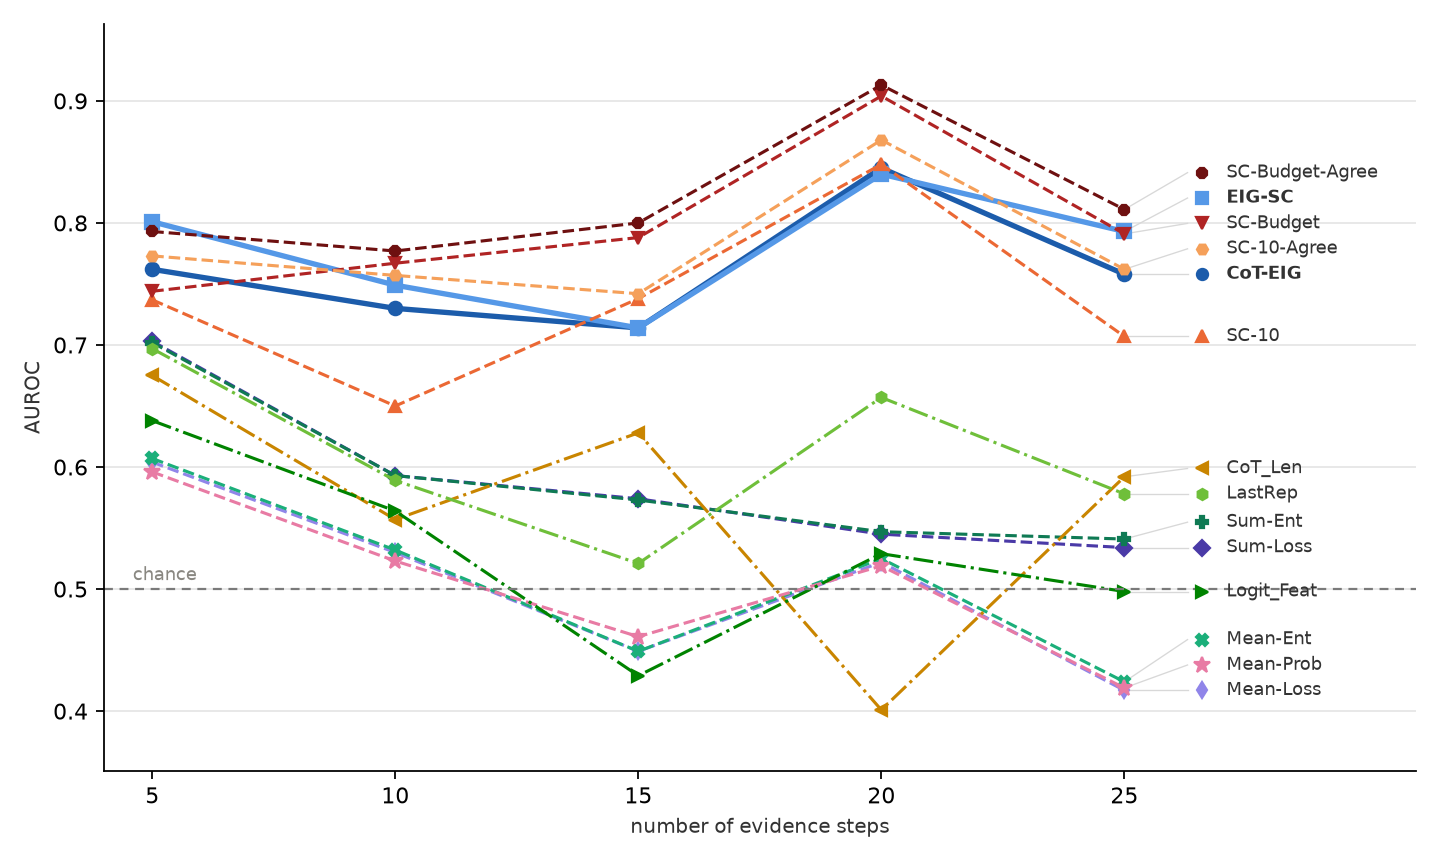 0.9
0.8
0.7
0.6
0.5
0.4
AUROC
chance
SC-Budget-Agree
EIG-SC
SC-Budget
SC-10-Agree
CoT-EIG
SC-10
CoT_Len
LastRep
Sum-Ent
Sum-Loss
Logit_Feat
Mean-Ent
Mean-Prob
Mean-Loss
5 10 15 20 25
number of evidence steps